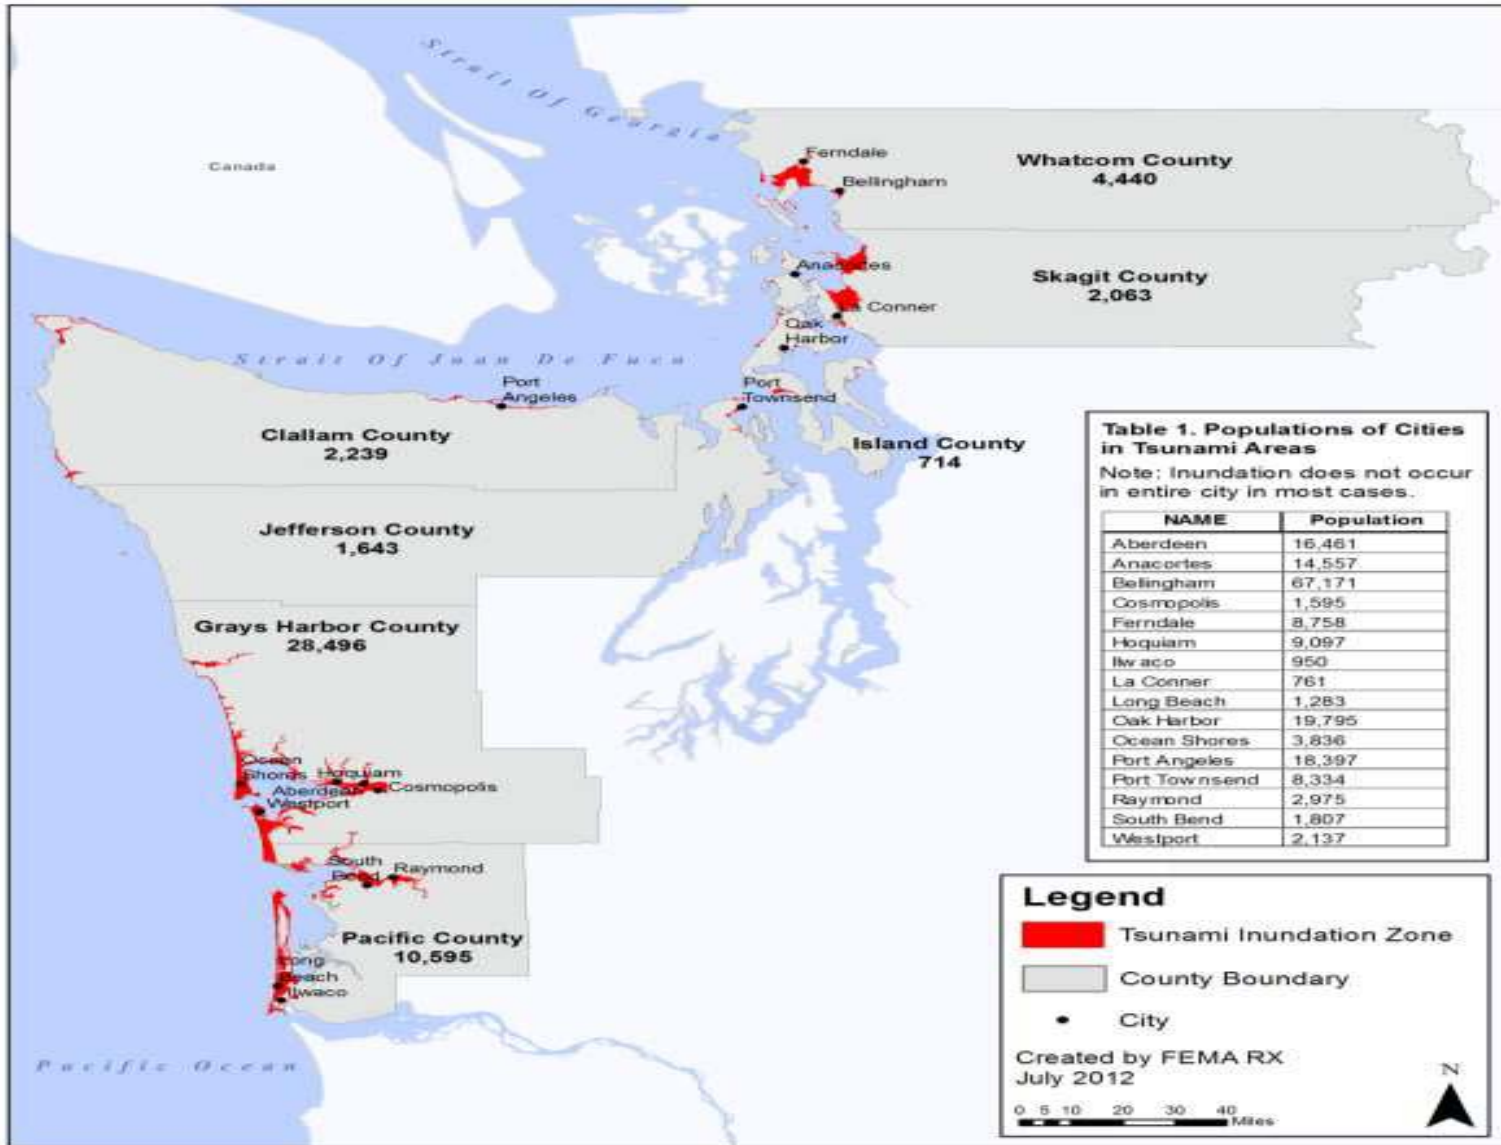 Strait Of Georgia
Canada
Ferndale
Bellingham
Whatcom County
4,440
Anacortes
Skagit County
2,063
La Conner
Oak
Harbor
Strait Of Juan De Fuca
Port
Angeles
Port
Townsend
Clallam County
2,239
Island County
714
Jefferson County
1,643
Grays Harbor County
28,496
Ocean
Shores
Hoquiam
Aberdeen
Cosmopolis
Westport
South
Bend
Raymond
Pacific County
10,595
Long
Beach
Ilwaco
Pacific Ocean
Table 1. Populations of Cities
in Tsunami Areas
Note: Inundation does not occur
in entire city in most cases.
NAME Population
Aberdeen 16,461
Anacortes 14,557
Bellingham 67,171
Cosmopolis 1,595
Ferndale 8,758
Hoquiam 9,097
Ilwaco 950
La Conner 761
Long Beach 1,283
Oak Harbor 19,795
Ocean Shores 3,836
Port Angeles 18,397
Port Townsend 8,334
Raymond 2,975
South Bend 1,807
Westport 2,137
Legend
Tsunami Inundation Zone
County Boundary
City
Created by FEMA RX
July 2012
N
0 5 10 20 30 40
Miles